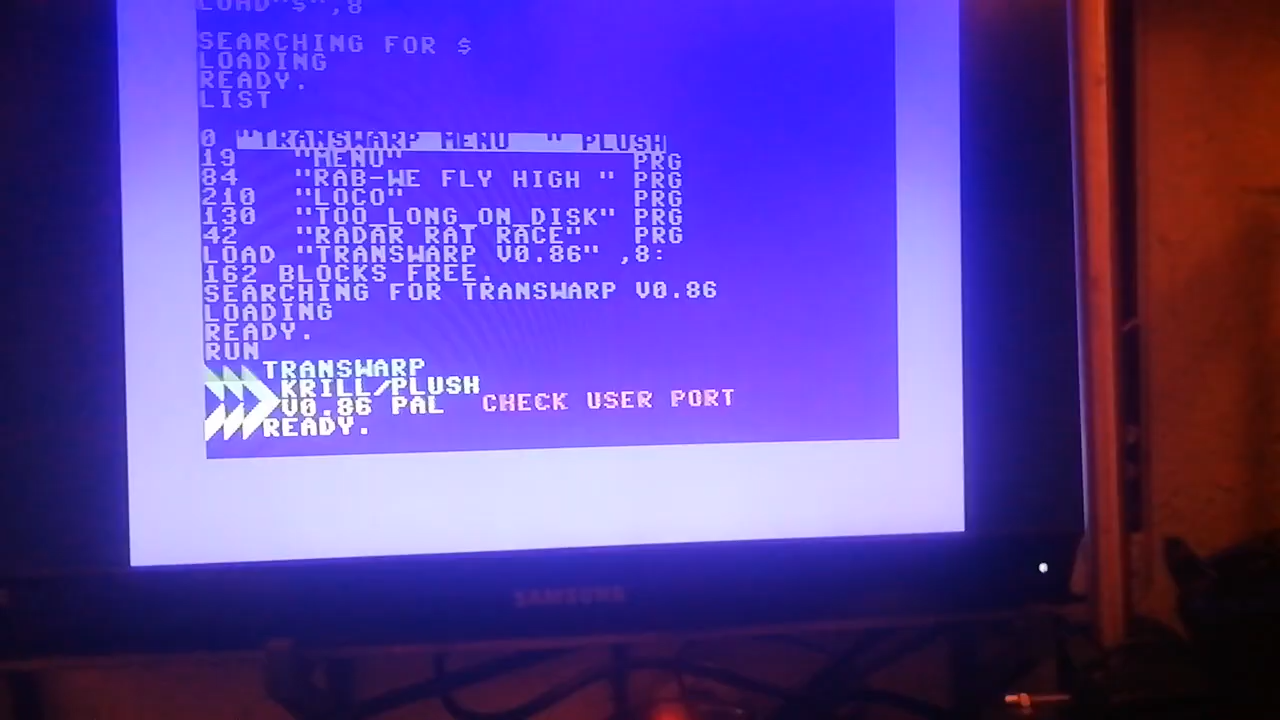 LOAD"$",8
SEARCHING FOR $
LOADING
READY.
LIST
0 "TRANSWARP MENU  " PLUSH
19 "MENU" PRG
84 "RAB-WE FLY HIGH " PRG
210 "LOCO" PRG
130 "TOO_LONG_ON_DISK" PRG
42 "RADAR RAT RACE" PRG
LOAD "TRANSWARP V0.86" ,8:
162 BLOCKS FREE.
SEARCHING FOR TRANSWARP V0.86
LOADING
READY.
RUN
TRANSWARP
KRILL/PLUSH
V0.86 PAL CHECK USER PORT
READY.
SAMSUNG